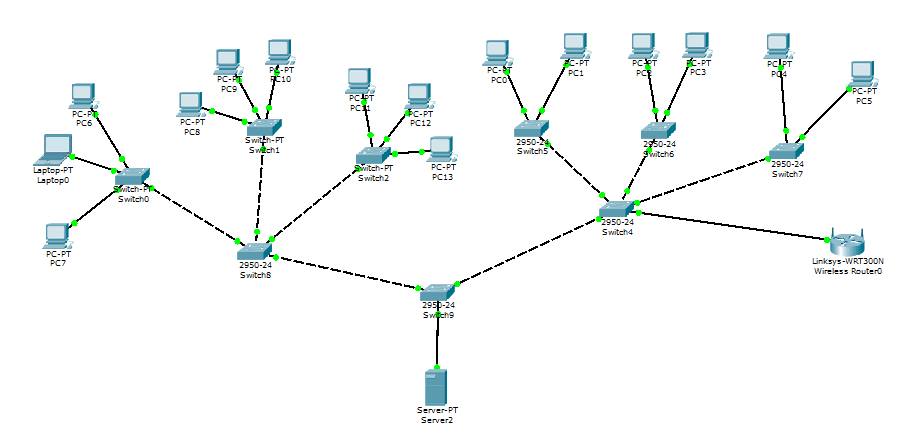 PC-PT
PC6
Laptop-PT
Laptop0
PC-PT
PC7
Switch-PT
Switch0
PC-PT
PC8
PC-PT
PC9
PC-PT
PC10
Switch-PT
Switch1
PC-PT
PC11
PC-PT
PC12
PC-PT
PC13
Switch-PT
Switch2
2950-24
Switch8
PC-PT
PC0
PC-PT
PC1
2950-24
Switch5
PC-PT
PC2
PC-PT
PC3
2950-24
Switch6
PC-PT
PC4
PC-PT
PC5
2950-24
Switch7
2950-24
Switch4
Linksys-WRT300N
Wireless Router0
2950-24
Switch9
Server-PT
Server2